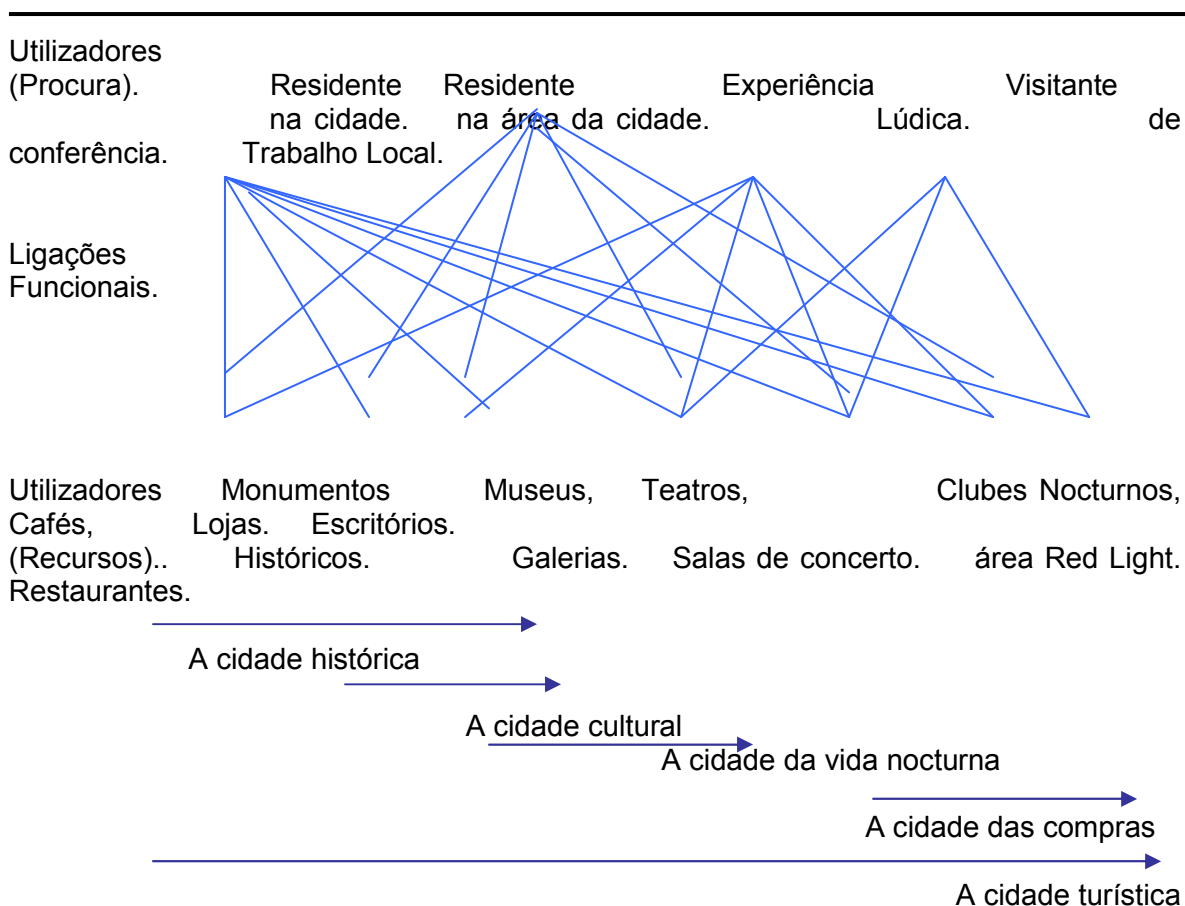 Utilizadores
(Procura). Residente Residente Experiência Visitante
na cidade. na área da cidade. Lúdica. de
conferência. Trabalho Local.
Ligações
Funcionais.
Utilizadores Monumentos Museus, Teatros, Clubes Nocturnos,
Cafés, Lojas. Escritórios.
(Recursos).. Históricos. Galerias. Salas de concerto. área Red Light.
Restaurantes.
A cidade histórica
A cidade cultural
A cidade da vida nocturna
A cidade das compras
A cidade turística